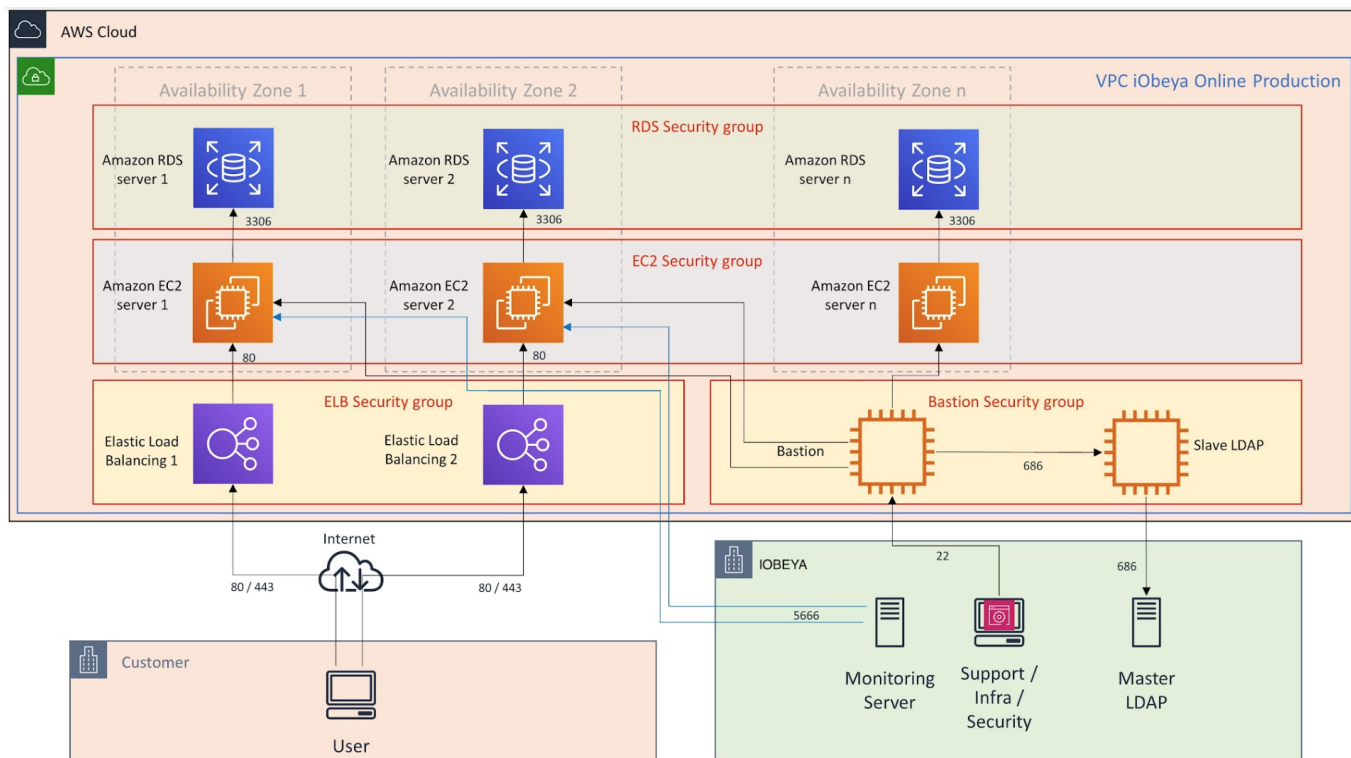 AWS Cloud
VPC iObeya Online Production
Availability Zone 1
Availability Zone 2
Availability Zone n
RDS Security group
Amazon RDS
server 1
Amazon RDS
server 2
Amazon RDS
server n
3306
3306
3306
EC2 Security group
Amazon EC2
server 1
Amazon EC2
server 2
Amazon EC2
server n
80
80
ELB Security group
Bastion Security group
Elastic Load
Balancing 1
Elastic Load
Balancing 2
Bastion
686
Slave LDAP
Internet
80 / 443
80 / 443
IOBEYA
22
686
5666
Monitoring
Server
Support /
Infra /
Security
Master
LDAP
Customer
User